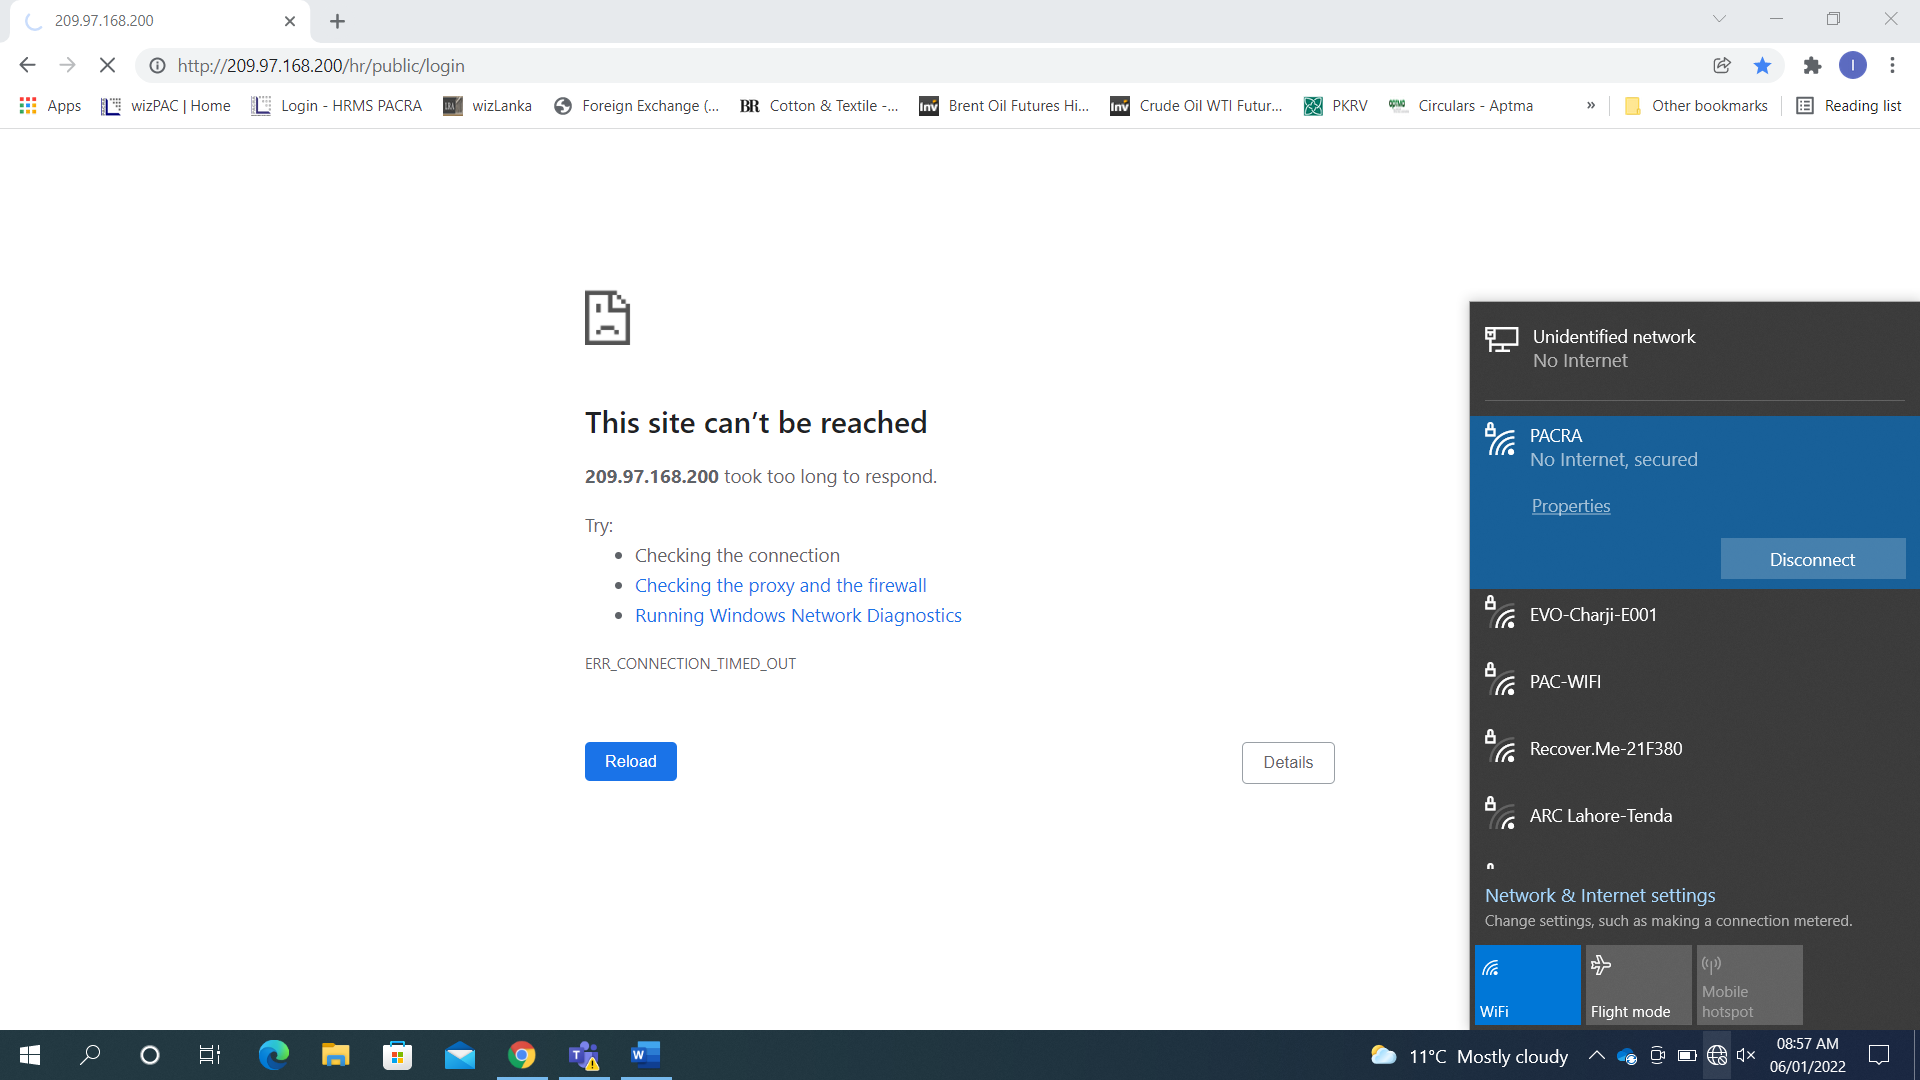 209.97.168.200
http://209.97.168.200/hr/public/login
I
Apps
wizPAC | Home
Login - HRMS PACRA
LRA wizLanka
Foreign Exchange (...
BR Cotton & Textile -...
Inv Brent Oil Futures Hi...
Inv Crude Oil WTI Futur...
PKRV
Circulars - Aptma
»
Other bookmarks
Reading list
This site can’t be reached
209.97.168.200 took too long to respond.
Try:
• Checking the connection
• Checking the proxy and the firewall
• Running Windows Network Diagnostics
ERR_CONNECTION_TIMED_OUT
Reload
Details
Unidentified network
No Internet
PACRA
No Internet, secured
Properties
Disconnect
EVO-Charji-E001
PAC-WIFI
Recover.Me-21F380
ARC Lahore-Tenda
Network & Internet settings
Change settings, such as making a connection metered.
WiFi
Flight mode
Mobile
hotspot
11°C Mostly cloudy
08:57 AM
06/01/2022